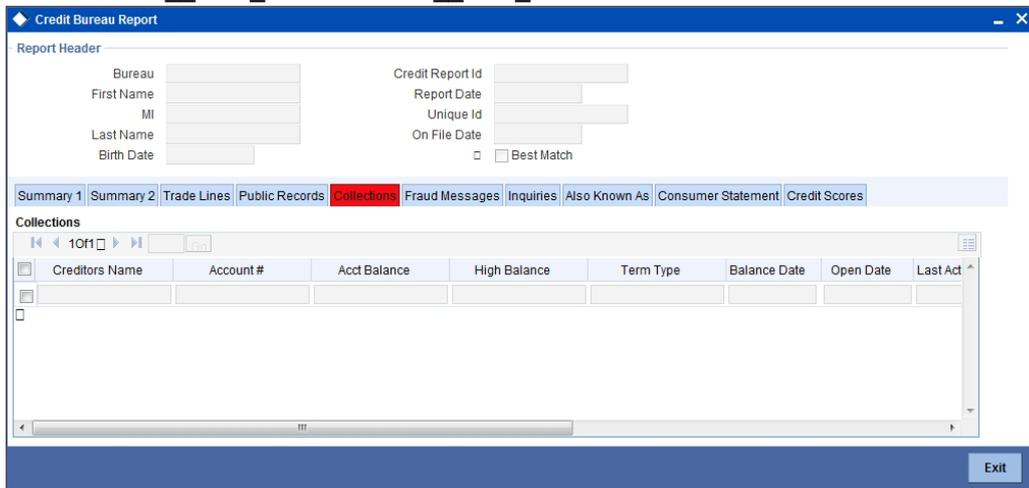 Credit Bureau Report
Report Header
Bureau
Credit Report Id
First Name
Report Date
MI
Unique Id
Last Name
On File Date
Birth Date
Best Match
Summary 1 Summary 2 Trade Lines Public Records Collections Fraud Messages Inquiries Also Known As Consumer Statement Credit Scores
Collections
1Of1 Go
Creditors Name Account # Acct Balance High Balance Term Type Balance Date Open Date Last Act
Exit